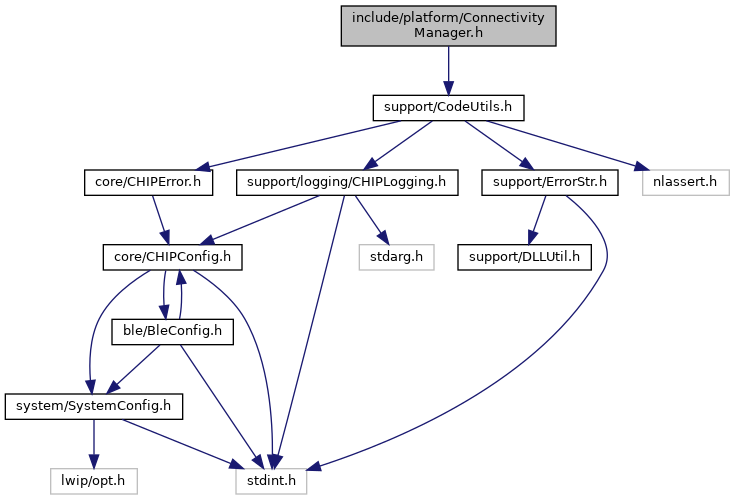 include/platform/Connectivity
Manager.h
support/CodeUtils.h
core/CHIPError.h
support/logging/CHIPLogging.h
support/ErrorStr.h
nlassert.h
core/CHIPConfig.h
stdarg.h
support/DLLUtil.h
ble/BleConfig.h
system/SystemConfig.h
lwip/opt.h
stdint.h